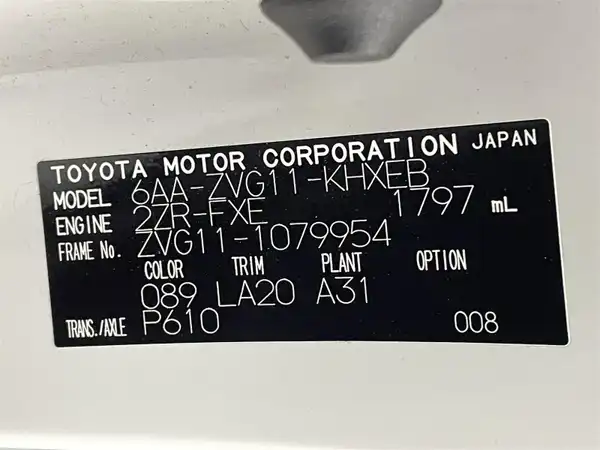 TOYOTA MOTOR CORPORATION JAPAN
MODEL 6AA-ZVG11-KHXEB
ENGINE 2ZR-FXE 1797 mL
FRAME No. ZVG11-1079954
COLOR TRIM PLANT OPTION
089 LA20 A31
TRANS./AXLE P610 008